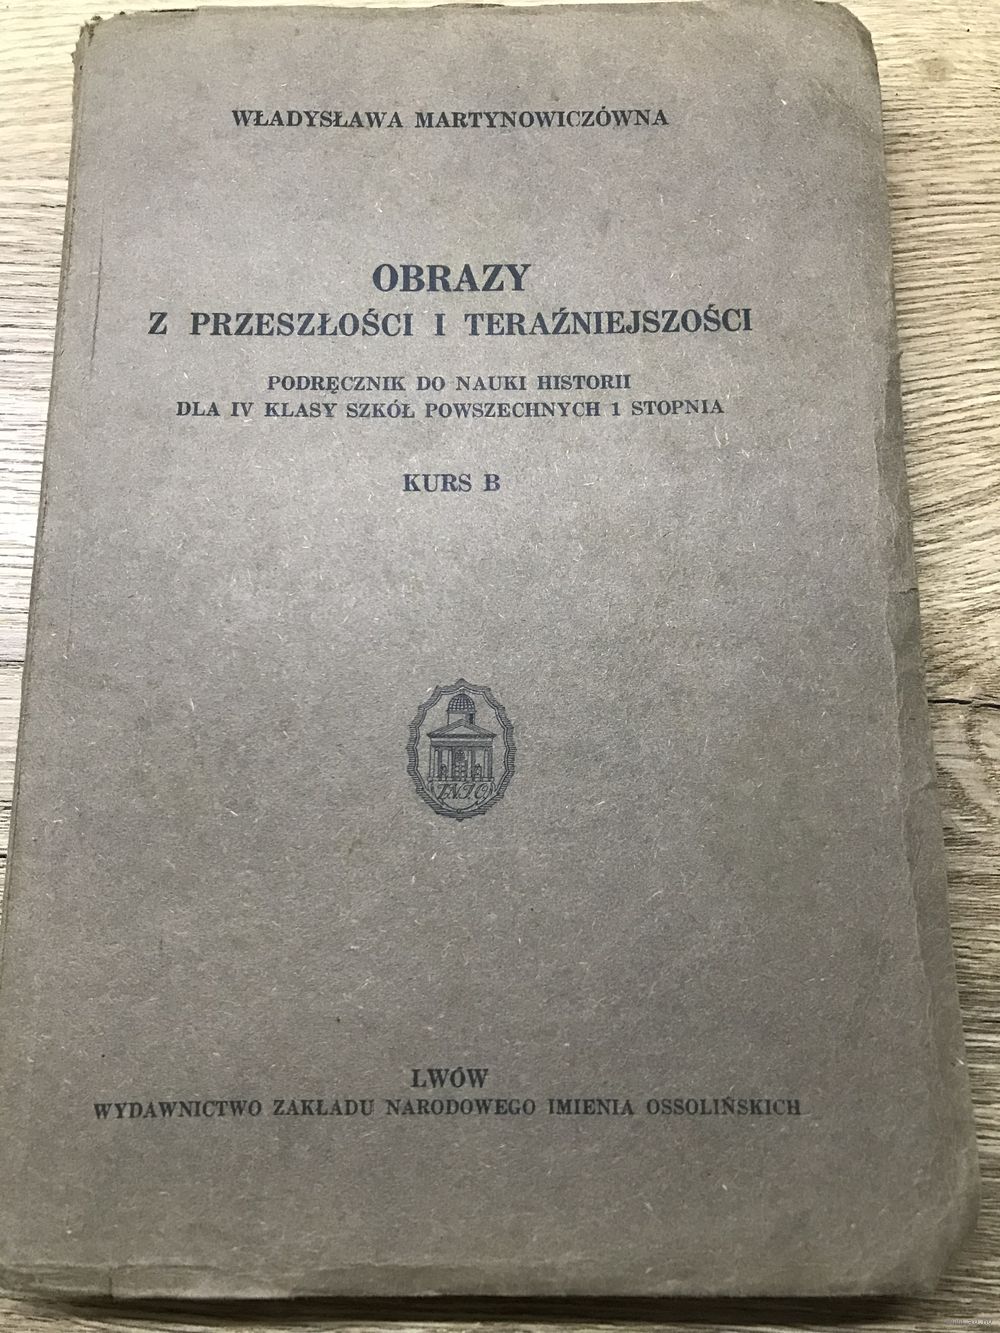 WŁADYSŁAWA MARTYNOWICZÓWNA
OBRAZY
Z PRZESZŁOŚCI I TERAŹNIEJSZOŚCI
PODRĘCZNIK DO NAUKI HISTORII
DLA IV KLASY SZKÓŁ POWSZECHNYCH 1 STOPNIA
KURS B
LWÓW
WYDAWNICTWO ZAKŁADU NARODOWEGO IMIENIA OSSOLIŃSKICH